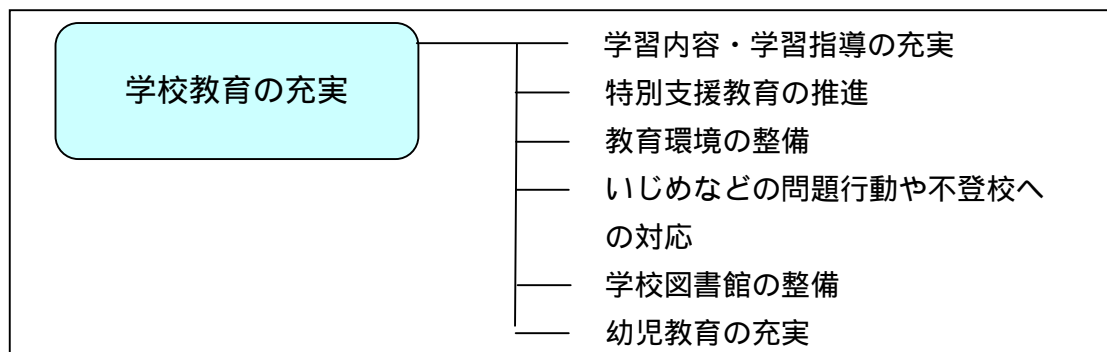 学校教育の充実
学習内容・学習指導の充実
特別支援教育の推進
教育環境の整備
いじめなどの問題行動や不登校へ
の対応
学校図書館の整備
幼児教育の充実